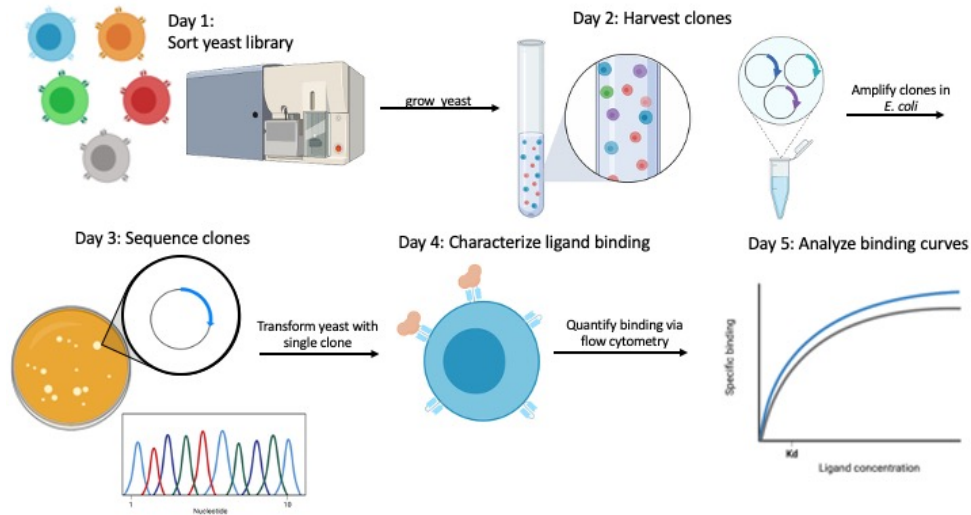 Day 1:
Sort yeast library
grow yeast
Day 2: Harvest clones
Amplify clones in
E. coli
Day 3: Sequence clones
1
10
Nucleotide
Transform yeast with
single clone
Day 4: Characterize ligand binding
Quantify binding via
flow cytometry
Day 5: Analyze binding curves
Specific binding
Kd
Ligand concentration